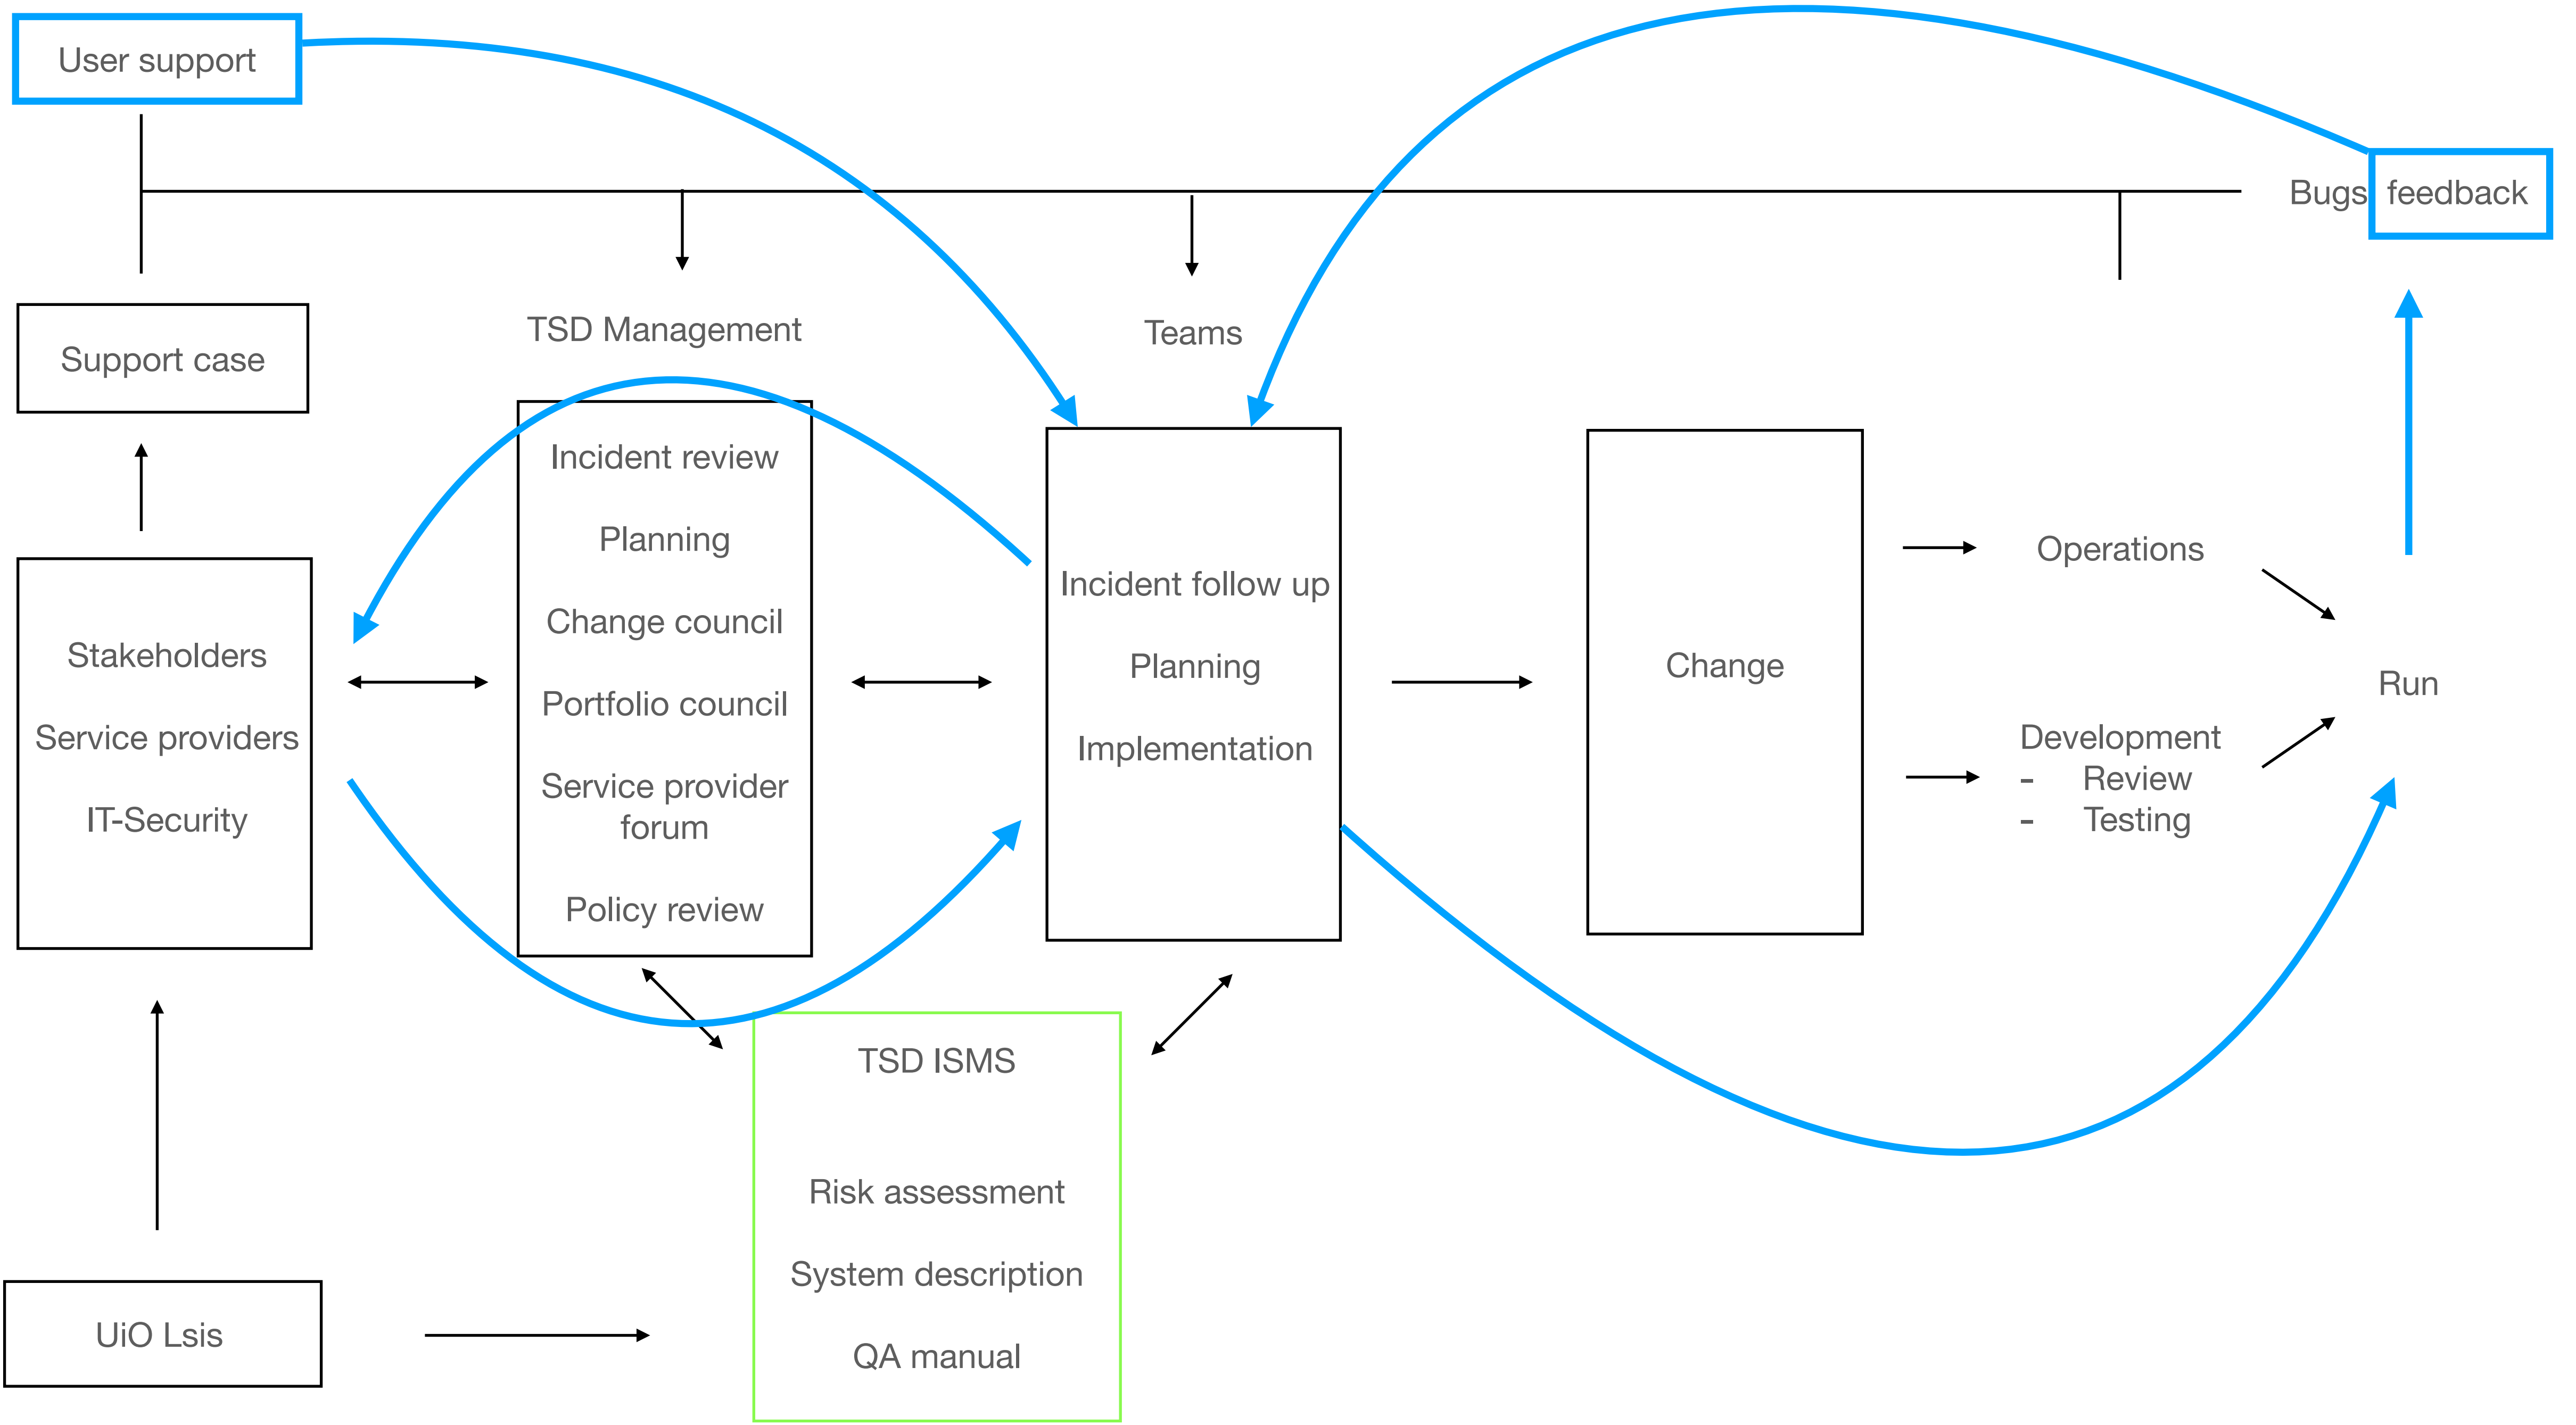 User support
Bugs feedback
Support case
TSD Management
Teams
Stakeholders
Service providers
IT-Security
Incident review
Planning
Change council
Portfolio council
Service provider
forum
Policy review
Incident follow up
Planning
Implementation
Change
Operations
Development
- Review
- Testing
Run
TSD ISMS
Risk assessment
System description
QA manual
UiO Lsis